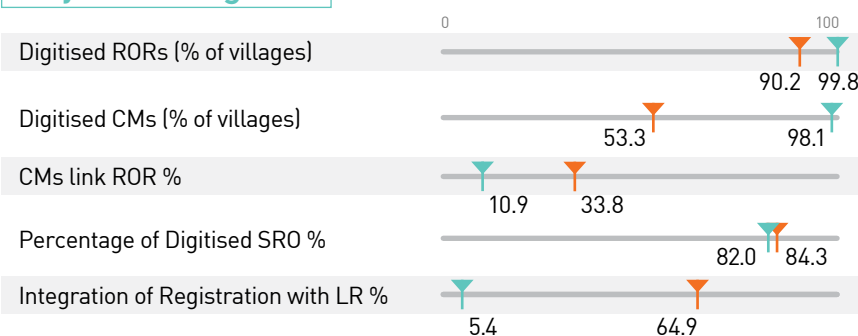 0 100
Digitised RORs (% of villages)
90.2 99.8
Digitised CMs (% of villages)
53.3 98.1
CMs link ROR %
10.9 33.8
Percentage of Digitised SRO %
82.0 84.3
Integration of Registration with LR %
5.4 64.9